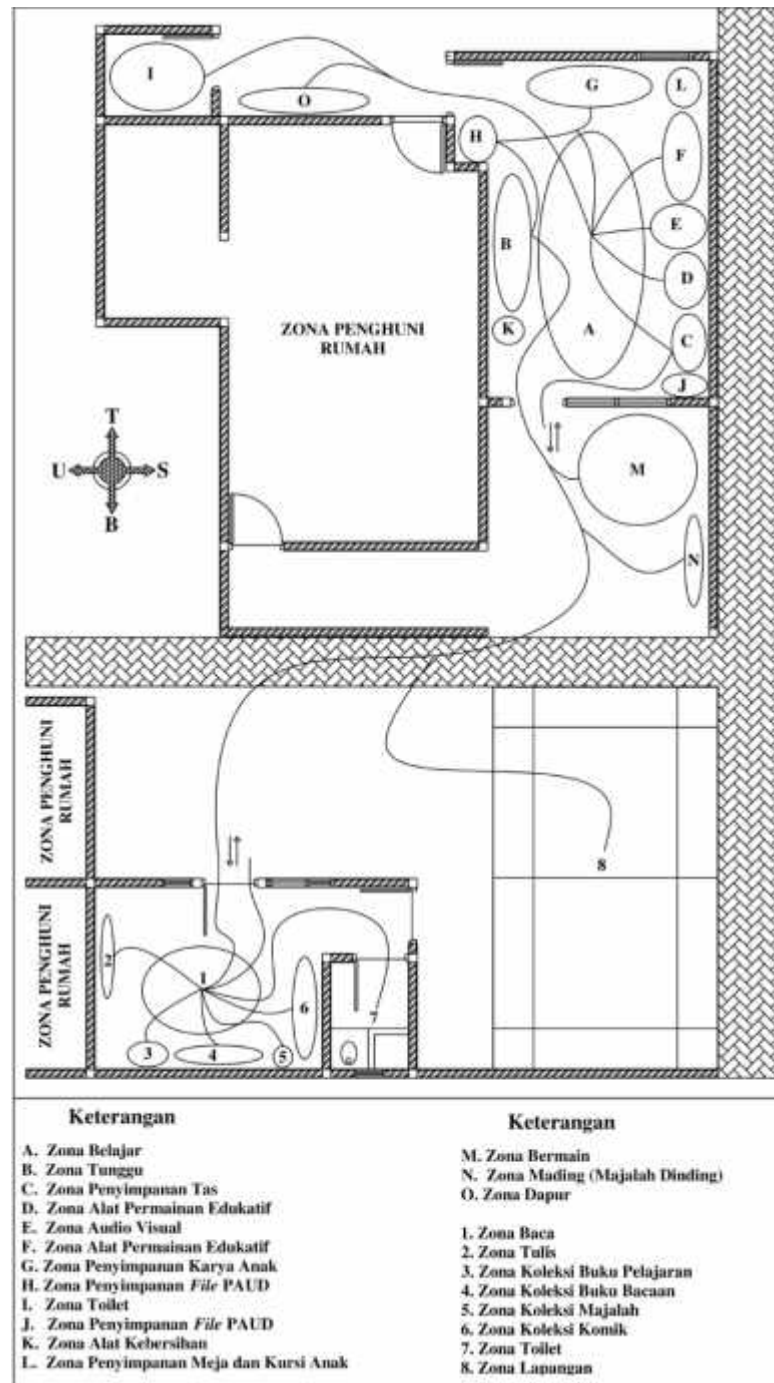 I
O
G
L
H
F
B
E
D
ZONA PENGHUNI
RUMAH
K
A
C
J
T
U
S
B
M
N
ZONA PENGHUNI
RUMAH
8
ZONA PENGHUNI
RUMAH
2
1
6
7
3
4
5
Keterangan
A. Zona Belajar
B. Zona Tunggu
C. Zona Penyimpanan Tas
D. Zona Alat Permainan Edukatif
E. Zona Audio Visual
F. Zona Alat Permainan Edukatif
G. Zona Penyimpanan Karya Anak
H. Zona Penyimpanan File PAUD
I. Zona Toilet
J. Zona Penyimpanan File PAUD
K. Zona Alat Kebersihan
L. Zona Penyimpanan Meja dan Kursi Anak
Keterangan
M. Zona Bermain
N. Zona Mading (Majalah Dinding)
O. Zona Dapur
1. Zona Baca
2. Zona Tulis
3. Zona Koleksi Buku Pelajaran
4. Zona Koleksi Buku Bacaan
5. Zona Koleksi Majalah
6. Zona Koleksi Komik
7. Zona Toilet
8. Zona Lapangan